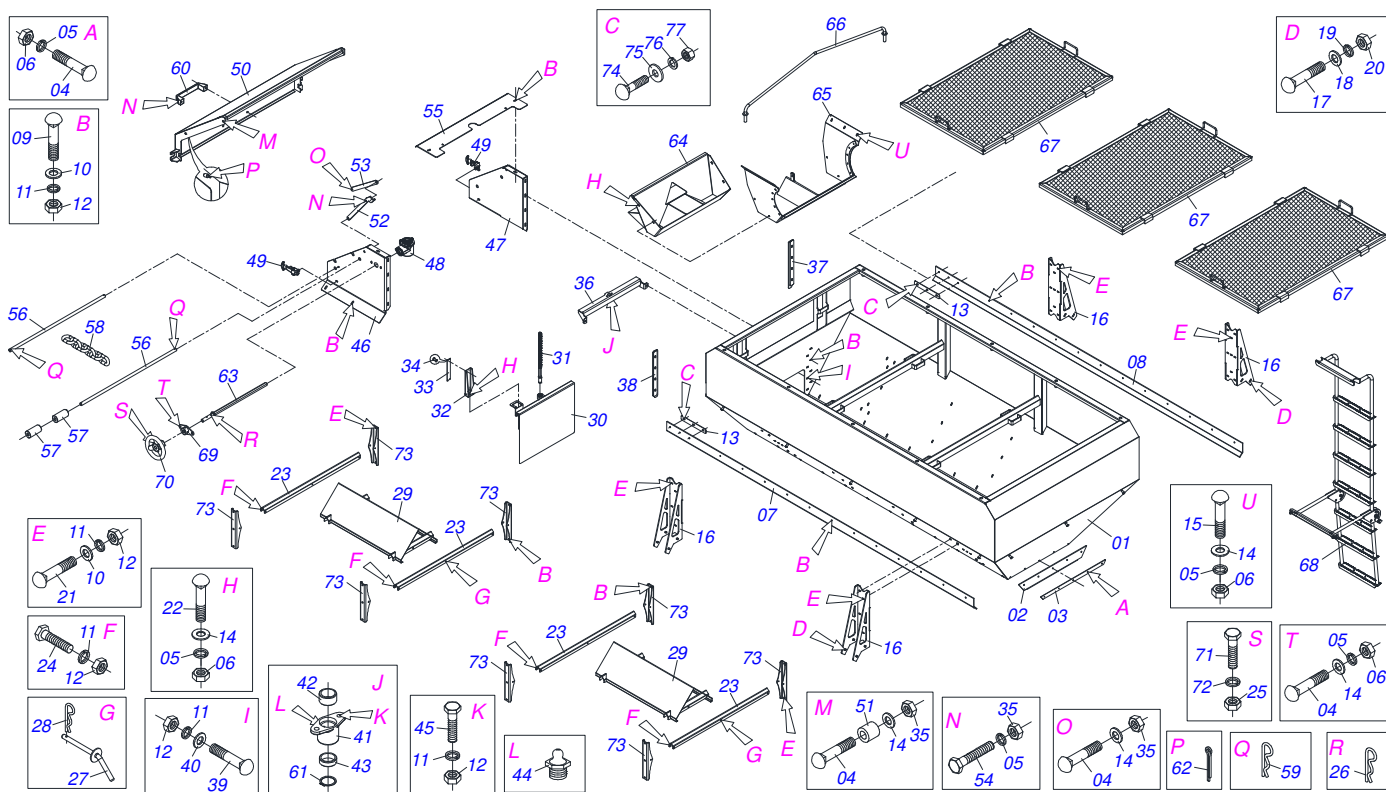 A
05
06
04
B
09
10
11
12
60
50
N
M
P
55
B
49
O
53
N
52
47
48
49
46
B
56
58
56
Q
Q
57
57
T
63
S
69
R
70
C
77
76
75
74
66
65
U
64
H
37
36
J
31
34
33
32
H
30
38
C
13
B
I
C
13
B
08
E
16
E
16
D
67
67
67
D
19
18
20
17
68
07
B
01
02
03
A
E
16
E
D
16
E
73
23
F
73
29
73
23
B
F
G
73
B
73
23
F
73
29
73
23
E
F
G
73
E
11
12
10
21
F
11
24
12
G
28
27
H
22
14
05
06
I
11
12
40
39
J
42
L
K
41
43
61
K
45
11
12
L
44
M
51
35
14
04
N
35
05
54
O
35
14
04
P
62
Q
59
R
26
S
71
72
25
T
05
06
14
04
U
15
14
05
06